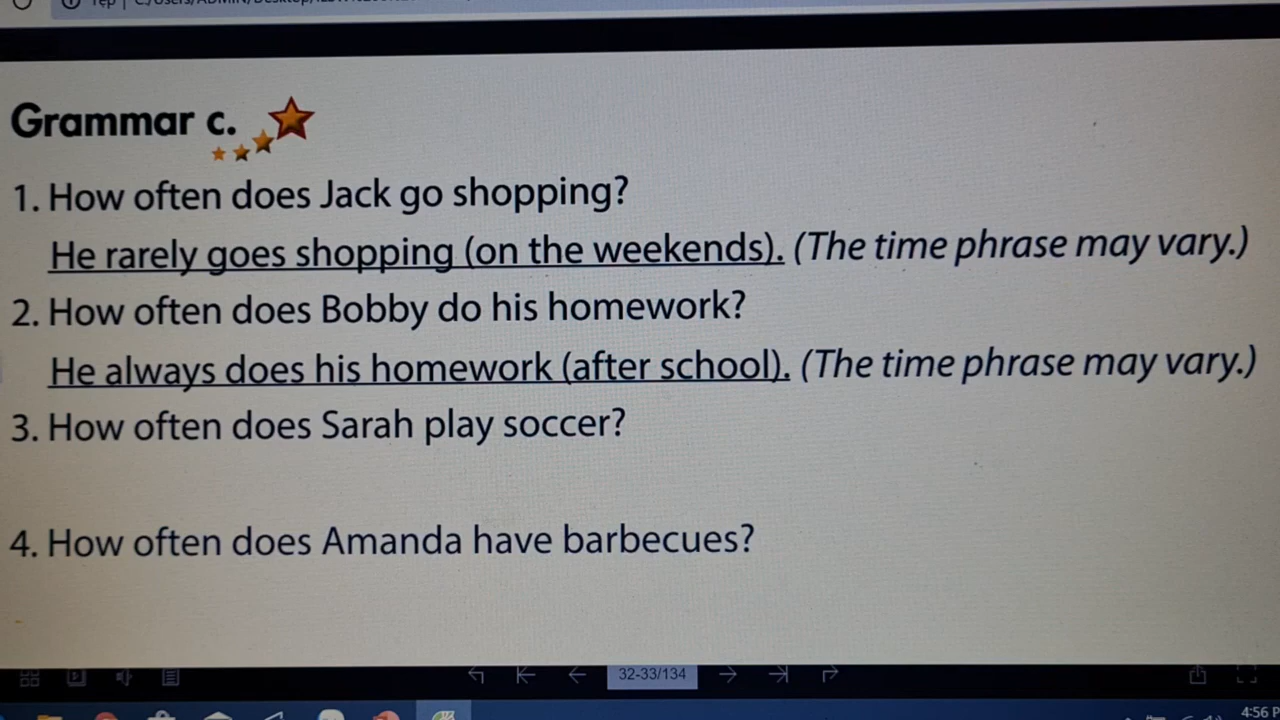 Grammar c.
1. How often does Jack go shopping?
He rarely goes shopping (on the weekends). (The time phrase may vary.)
2. How often does Bobby do his homework?
He always does his homework (after school). (The time phrase may vary.)
3. How often does Sarah play soccer?
4. How often does Amanda have barbecues?
32-33/134
4:56 P